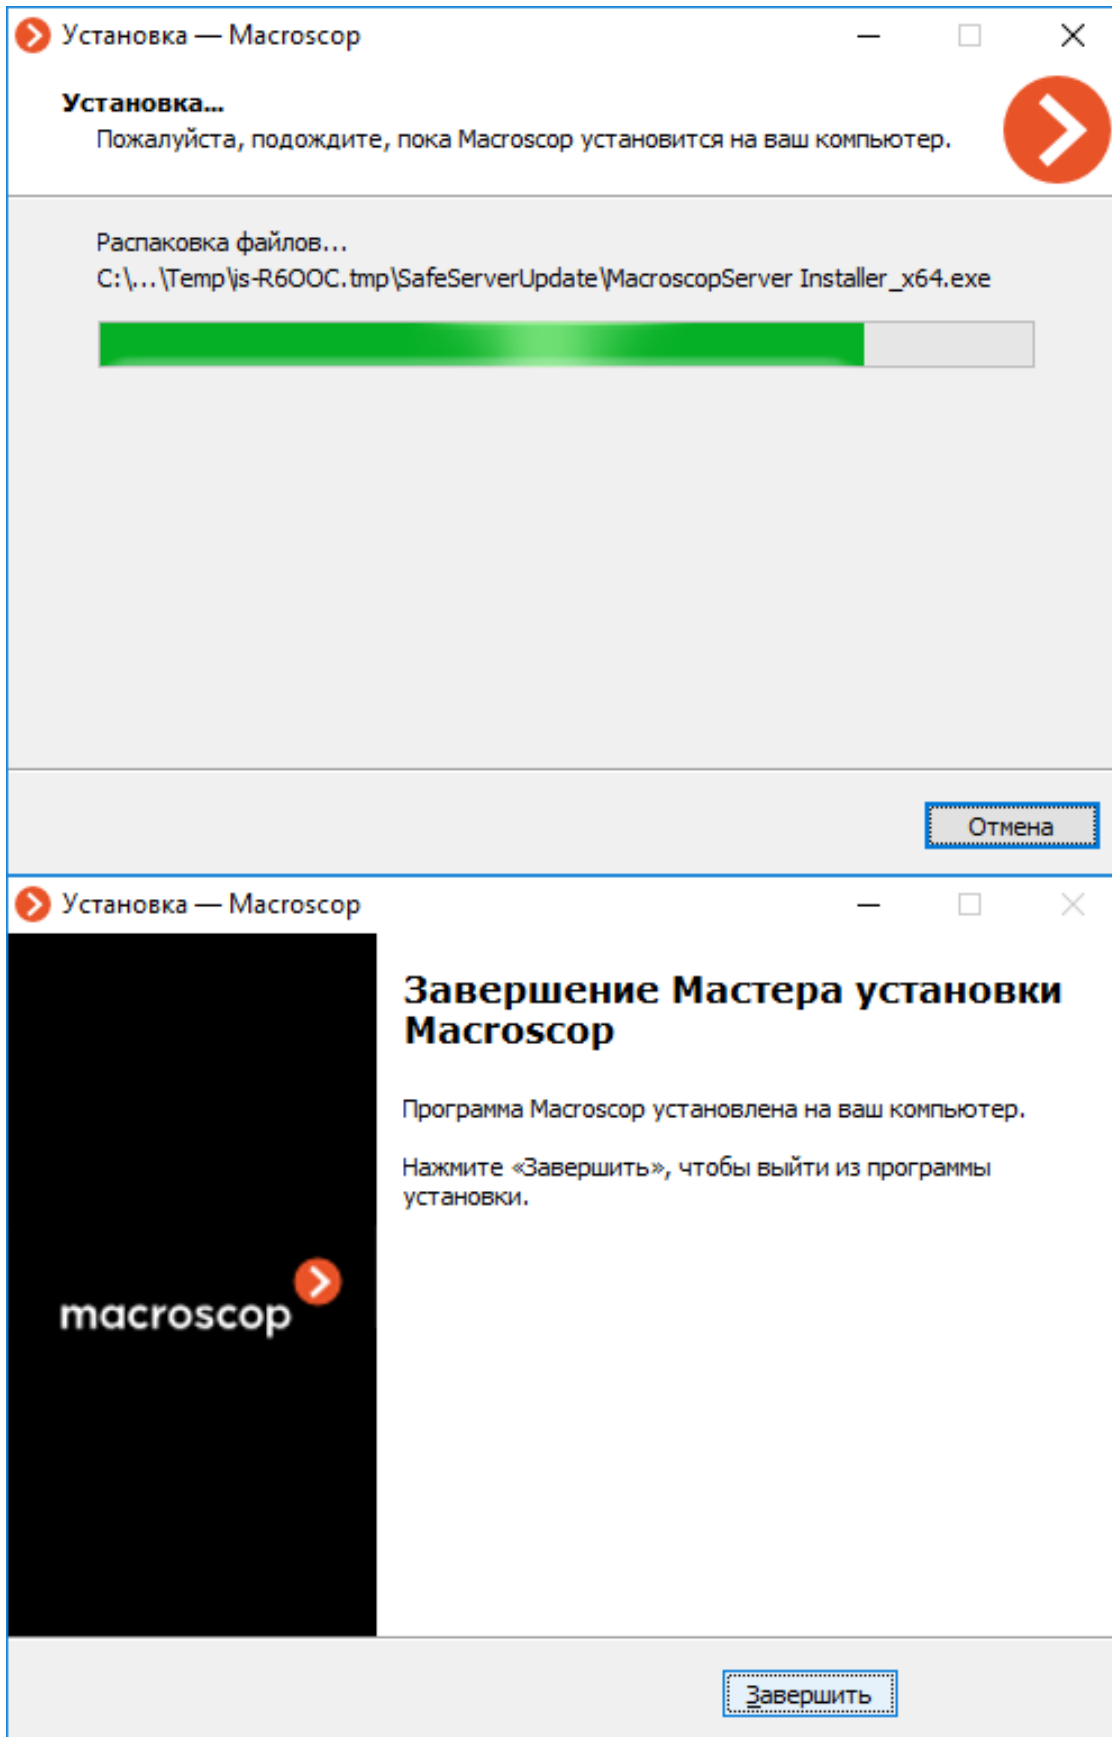 Установка — Macroscop
Установка...
Пожалуйста, подождите, пока Macroscop установится на ваш компьютер.
Распаковка файлов...
C:\...\Temp\is-R6OOC.tmp\SafeServerUpdate\MacroscopServer Installer_x64.exe
Отмена
Установка — Macroscop
Завершение Мастера установки
Macroscop
Программа Macroscop установлена на ваш компьютер.
Нажмите «Завершить», чтобы выйти из программы
установки.
macroscop
Завершить